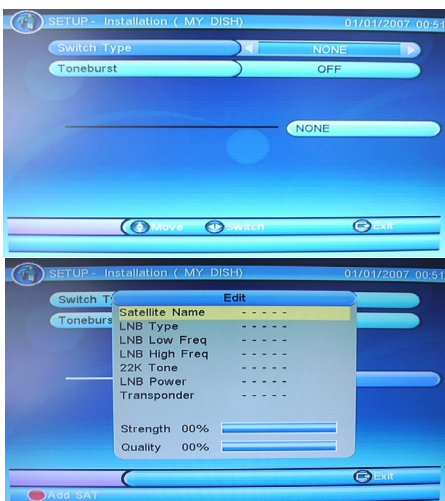 SETUP - Installation ( MY DISH) 01/01/2007 00:51
Switch Type NONE
Toneburst OFF
NONE
Move Switch Exit
SETUP - Installation ( MY DISH) 01/01/2007 00:51
Switch T
Edit
Satellite Name - - - - -
Toneburs
LNB Type - - - - -
LNB Low Freq - - - - -
LNB High Freq - - - - -
22K Tone - - - - -
LNB Power - - - - -
Transponder - - - - -
Strength 00%
Quality 00%
Exit
Add SAT